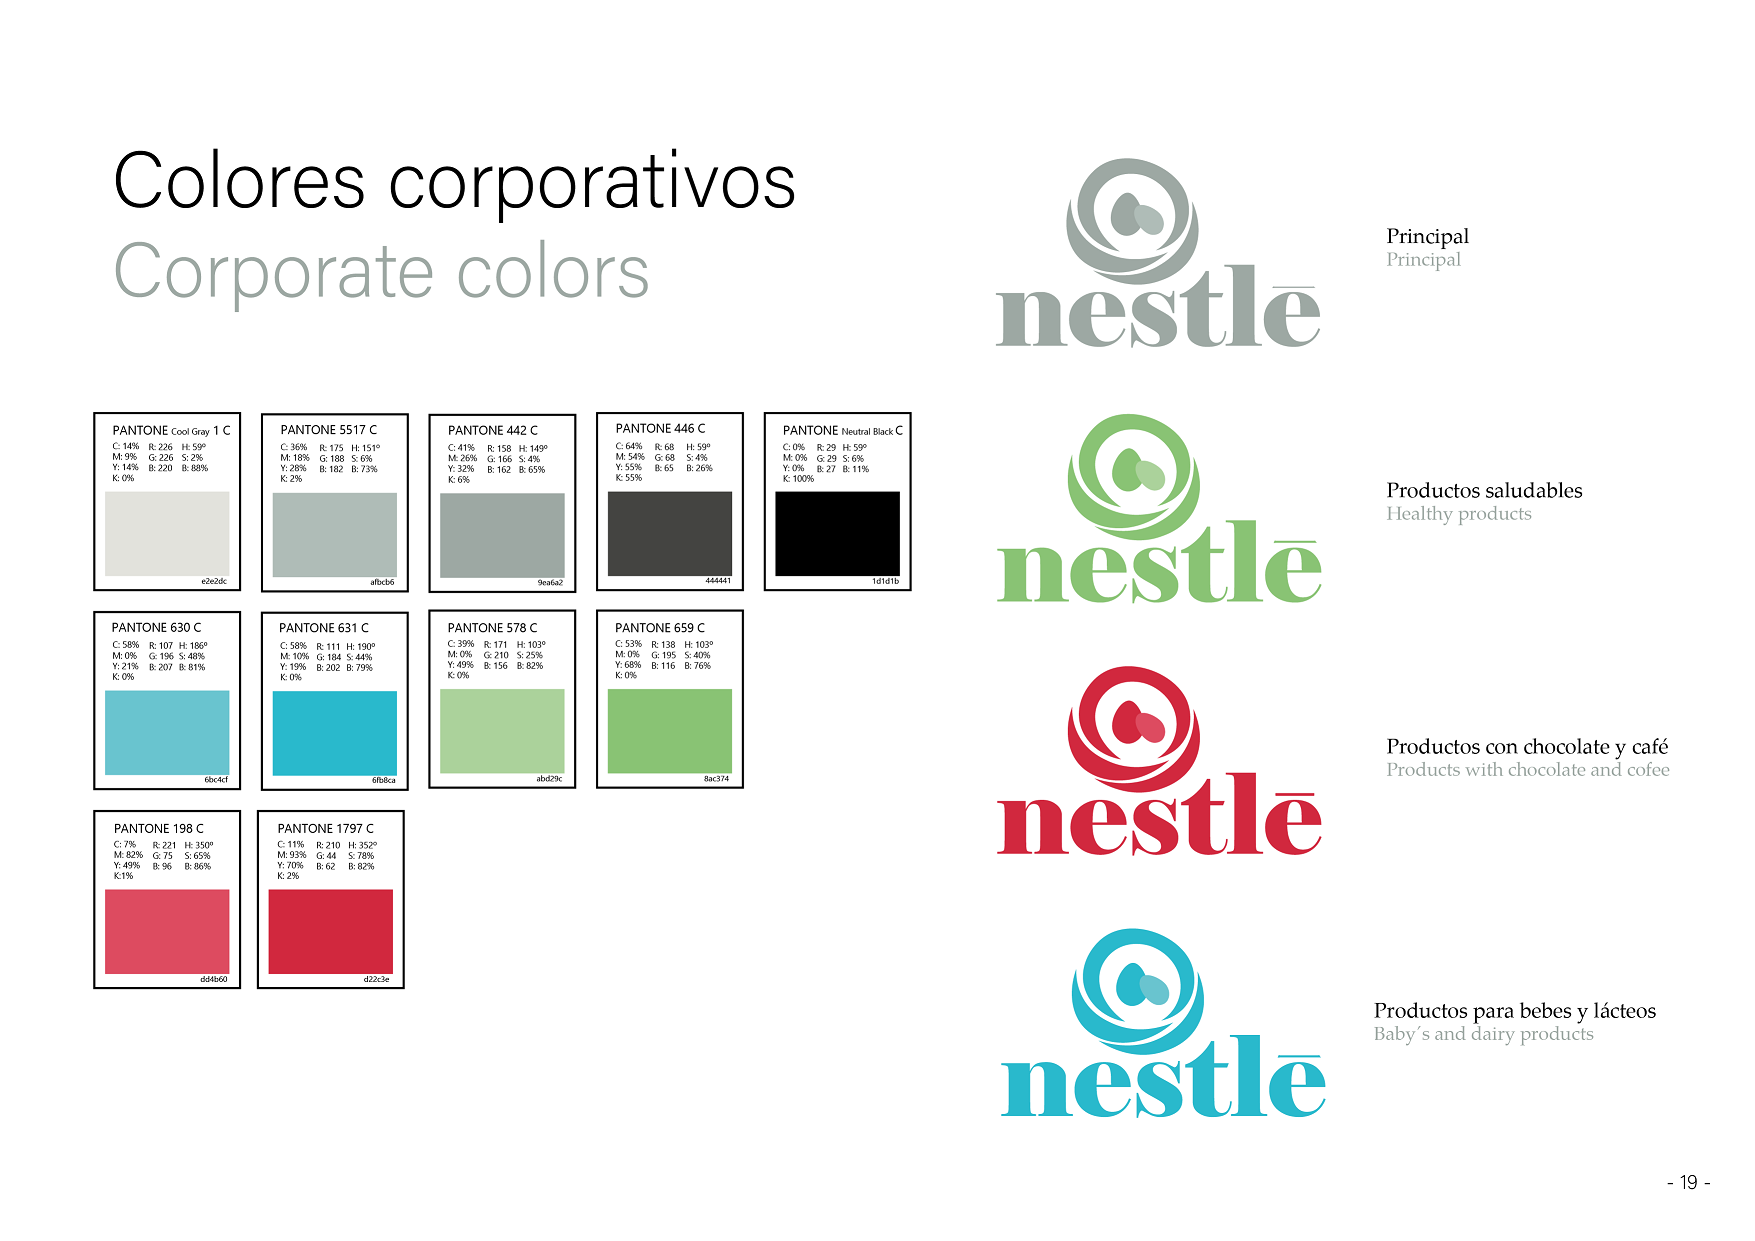 Colores corporativos
Corporate colors
PANTONE Cool Gray 1 C
C: 14% R: 226 H: 59º
M: 9% G: 226 S: 2%
Y: 14% B: 220 B: 88%
K: 0%
e2e2dc
PANTONE 5517 C
C: 36% R: 175 H: 151º
M: 18% G: 188 S: 6%
Y: 28% B: 182 B: 73%
K: 2%
afbcb6
PANTONE 442 C
C: 41% R: 158 H: 149º
M: 26% G: 166 S: 4%
Y: 32% B: 162 B: 65%
K: 6%
9ea6a2
PANTONE 446 C
C: 64% R: 68 H: 59º
M: 54% G: 68 S: 4%
Y: 55% B: 65 B: 26%
K: 55%
444441
PANTONE Neutral Black C
C: 0% R: 29 H: 59º
M: 0% G: 29 S: 6%
Y: 0% B: 27 B: 11%
K: 100%
1d1d1b
PANTONE 630 C
C: 58% R: 107 H: 186º
M: 0% G: 196 S: 48%
Y: 21% B: 207 B: 81%
K: 0%
6bc4cf
PANTONE 631 C
C: 58% R: 111 H: 190º
M: 10% G: 184 S: 44%
Y: 19% B: 202 B: 79%
K: 0%
6fb8ca
PANTONE 578 C
C: 39% R: 171 H: 103º
M: 0% G: 210 S: 25%
Y: 49% B: 156 B: 82%
K: 0%
abd29c
PANTONE 659 C
C: 53% R: 138 H: 103º
M: 0% G: 195 S: 40%
Y: 68% B: 116 B: 76%
K: 0%
8ac374
PANTONE 198 C
C: 7% R: 221 H: 350º
M: 82% G: 75 S: 65%
Y: 49% B: 96 B: 86%
K:1%
dd4b60
PANTONE 1797 C
C: 11% R: 210 H: 352º
M: 93% G: 44 S: 78%
Y: 70% B: 62 B: 82%
K: 2%
d22c3e
nestlē
Principal
Principal
nestlē
Productos saludables
Healthy products
nestlē
Productos con chocolate y café
Products with chocolate and cofee
nestlē
Productos para bebes y lácteos
Baby´s and dairy products
- 19 -